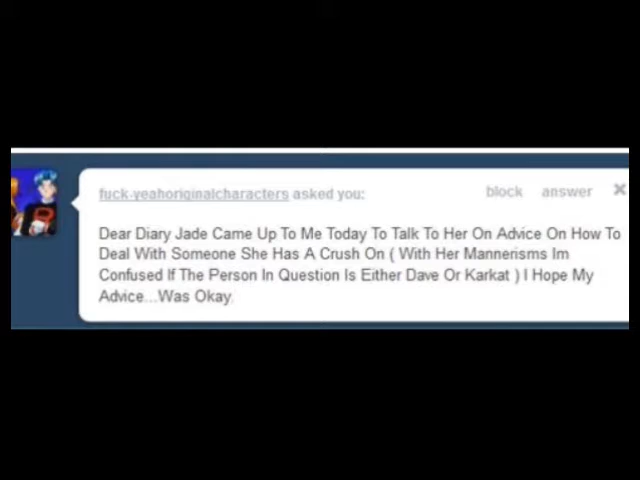 fuck-yeahoriginalcharacters asked you: block answer ×
Dear Diary Jade Came Up To Me Today To Talk To Her On Advice On How To
Deal With Someone She Has A Crush On ( With Her Mannerisms Im
Confused If The Person In Question Is Either Dave Or Karkat ) I Hope My
Advice...Was Okay.